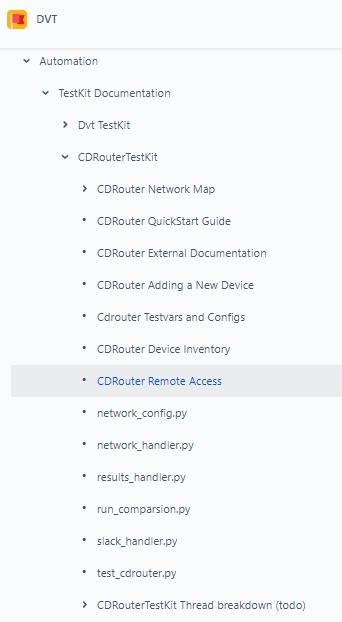 DVT
Automation
TestKit Documentation
Dvt TestKit
CDRouterTestKit
CDRouter Network Map
CDRouter QuickStart Guide
CDRouter External Documentation
CDRouter Adding a New Device
Cdrouter Testvars and Configs
CDRouter Device Inventory
CDRouter Remote Access
network_config.py
network_handler.py
results_handler.py
run_comparsion.py
slack_handler.py
test_cdrouter.py
CDRouterTestKit Thread breakdown (todo)